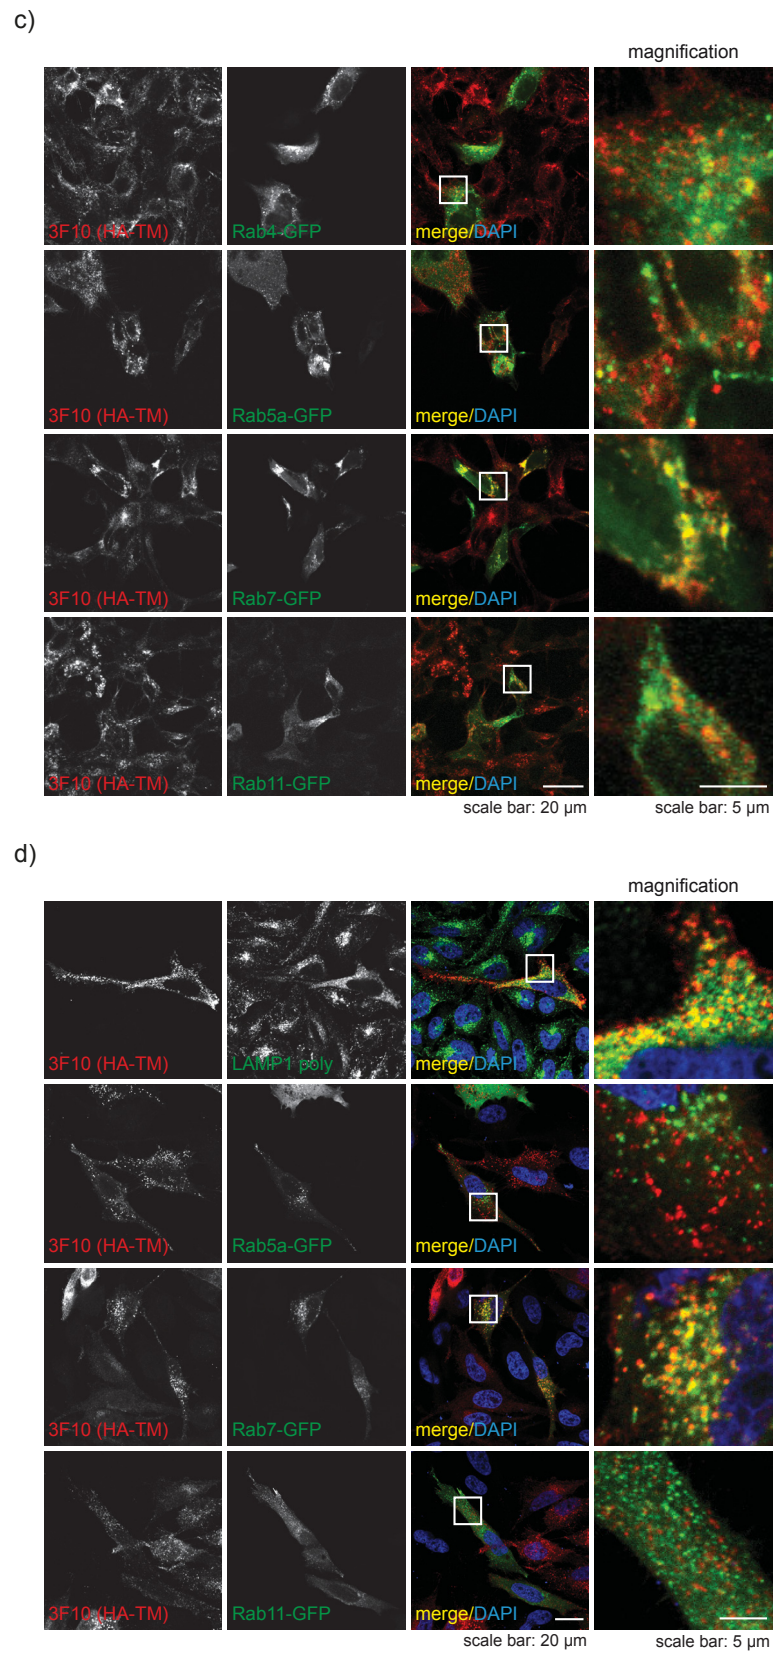 c)
magnification
3F10 (HA-TM) Rab4-GFP merge/DAPI
3F10 (HA-TM) Rab5a-GFP merge/DAPI
3F10 (HA-TM) Rab7-GFP merge/DAPI
3F10 (HA-TM) Rab11-GFP merge/DAPI
scale bar: 20 µm scale bar: 5 µm
d)
magnification
3F10 (HA-TM) LAMP1 poly merge/DAPI
3F10 (HA-TM) Rab5a-GFP merge/DAPI
3F10 (HA-TM) Rab7-GFP merge/DAPI
3F10 (HA-TM) Rab11-GFP merge/DAPI
scale bar: 20 µm scale bar: 5 µm